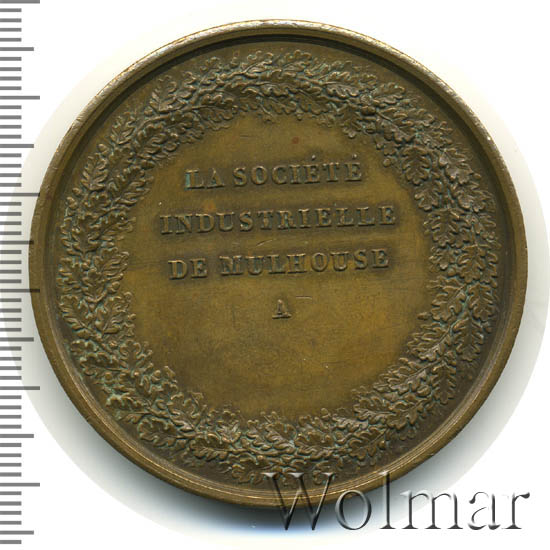 LA SOCIÉTÉ
INDUSTRIELLE
DE MULHOUSE
A
Wolmar